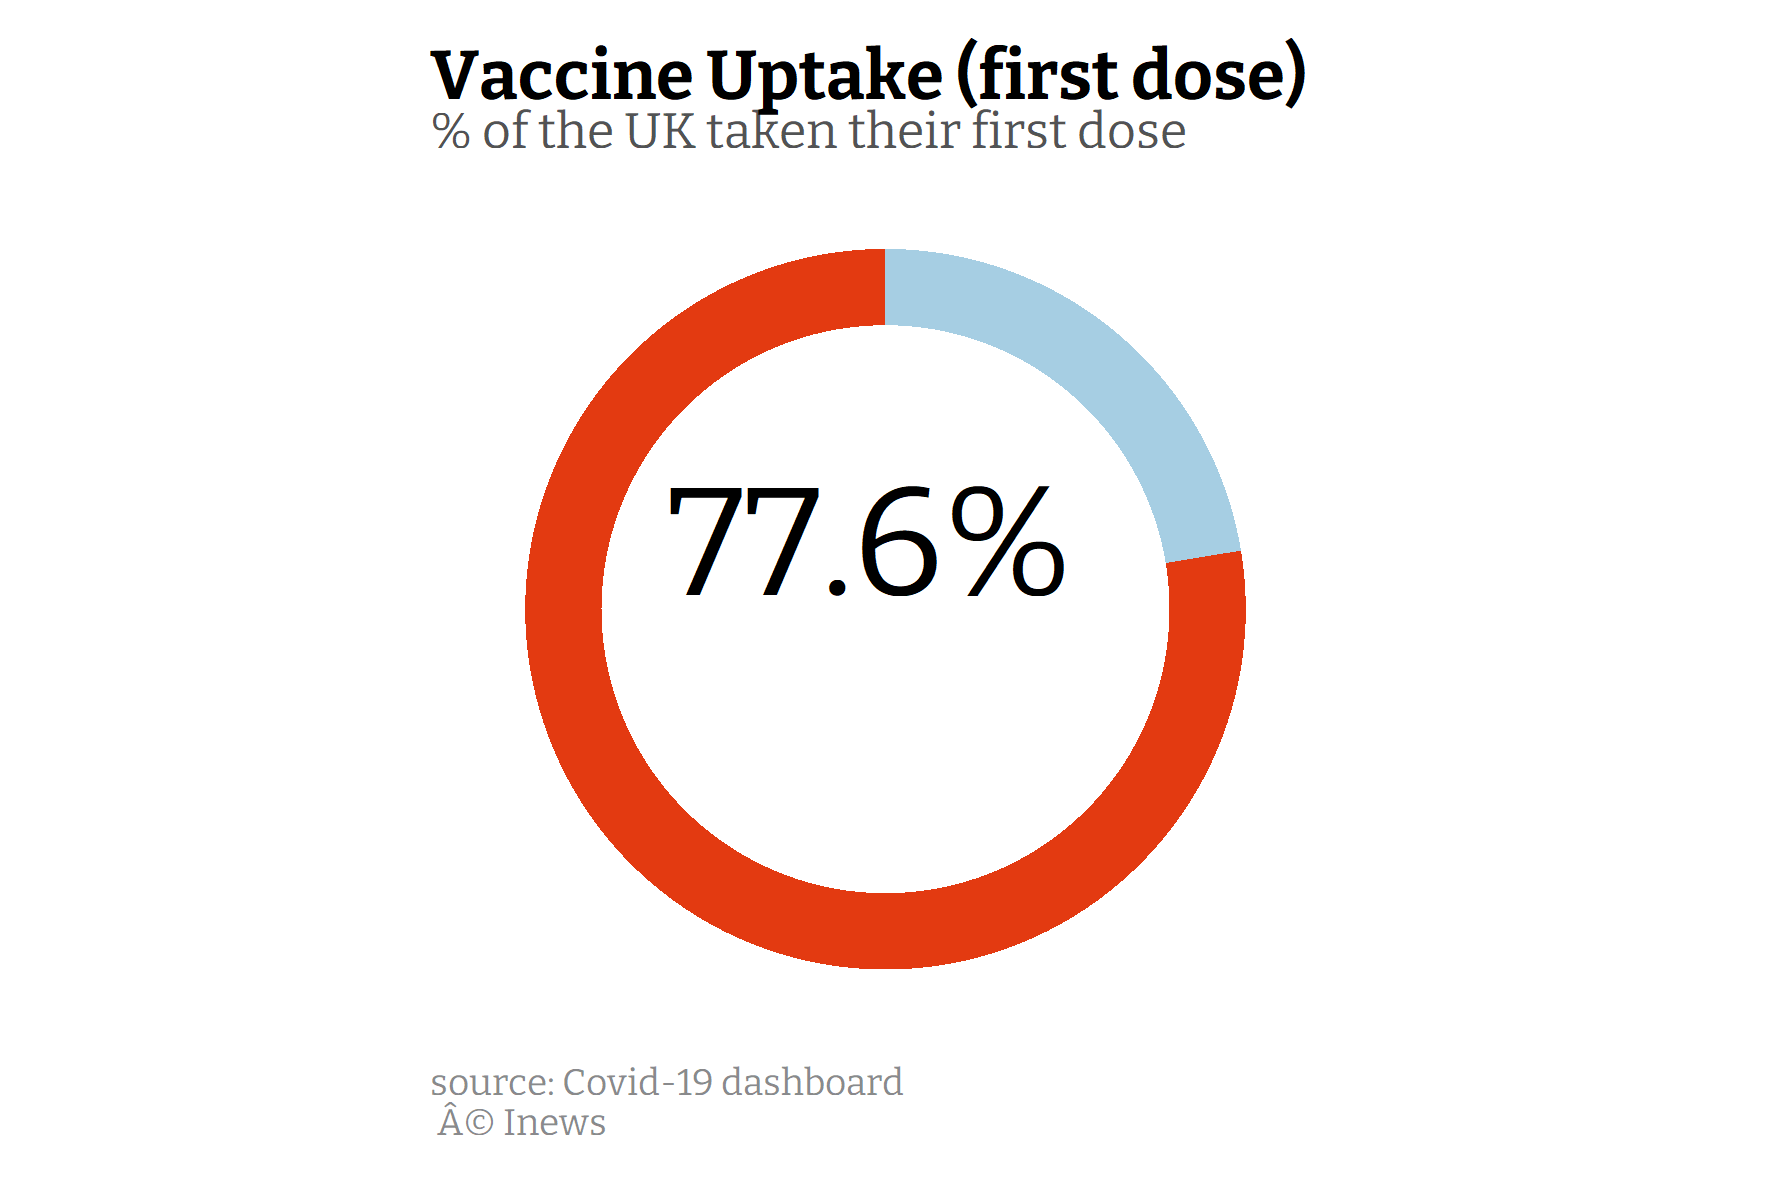 Vaccine Uptake (first dose)
% of the UK taken their first dose
77.6%
source: Covid-19 dashboard
Â© Inews